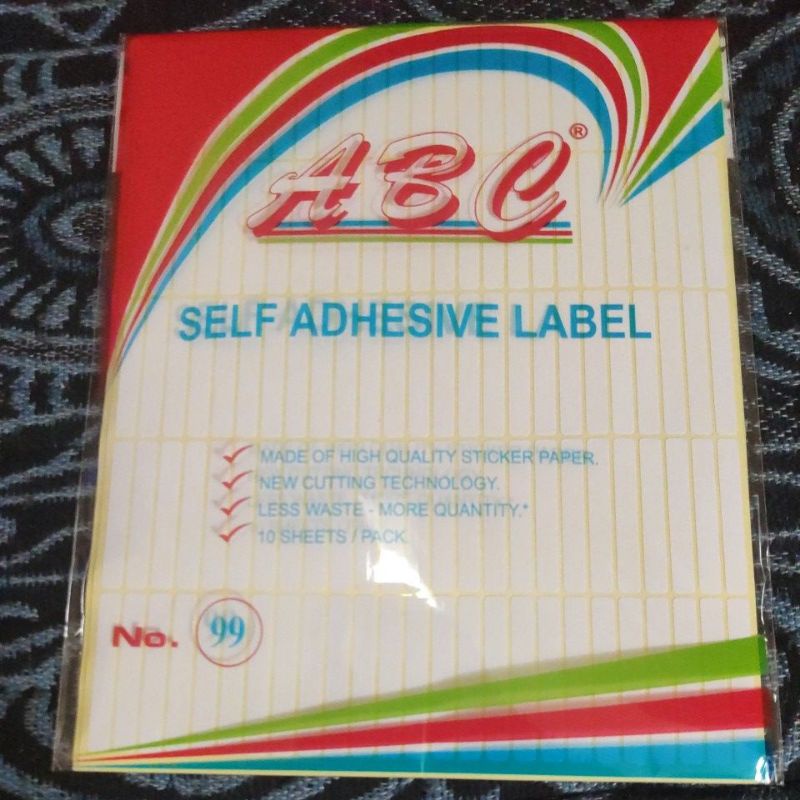 ABC®
SELF ADHESIVE LABEL
MADE OF HIGH QUALITY STICKER PAPER.
NEW CUTTING TECHNOLOGY.
LESS WASTE - MORE QUANTITY.*
10 SHEETS / PACK.
No. 99